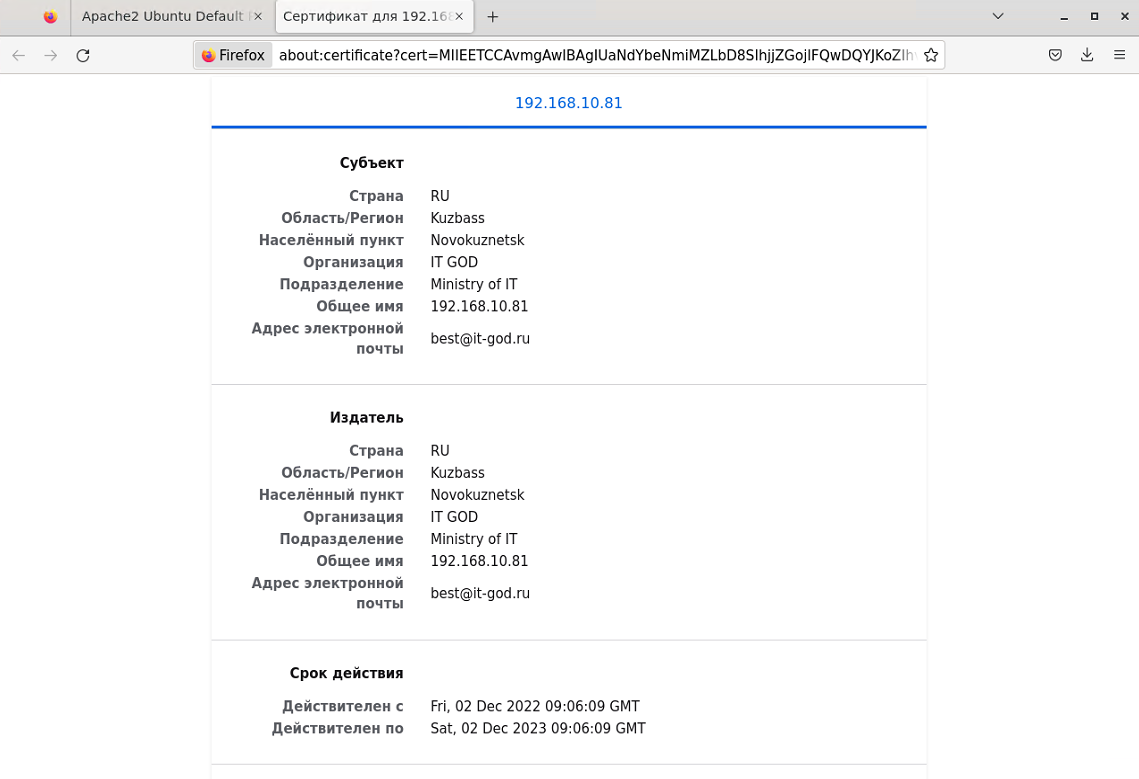 Apache2 Ubuntu Default
Сертификат для 192.168
Firefox about:certificate?cert=MIIEETCCAvmgAwIBAgIUaNdYbeNmiMZLbD8SIhjjZGojlFQwDQYJKoZIhv
192.168.10.81
Субъект
Страна RU
Область/Регион Kuzbass
Населённый пункт Novokuznetsk
Организация IT GOD
Подразделение Ministry of IT
Общее имя 192.168.10.81
Адрес электронной
почты best@it-god.ru
Издатель
Страна RU
Область/Регион Kuzbass
Населённый пункт Novokuznetsk
Организация IT GOD
Подразделение Ministry of IT
Общее имя 192.168.10.81
Адрес электронной
почты best@it-god.ru
Срок действия
Действителен с Fri, 02 Dec 2022 09:06:09 GMT
Действителен по Sat, 02 Dec 2023 09:06:09 GMT